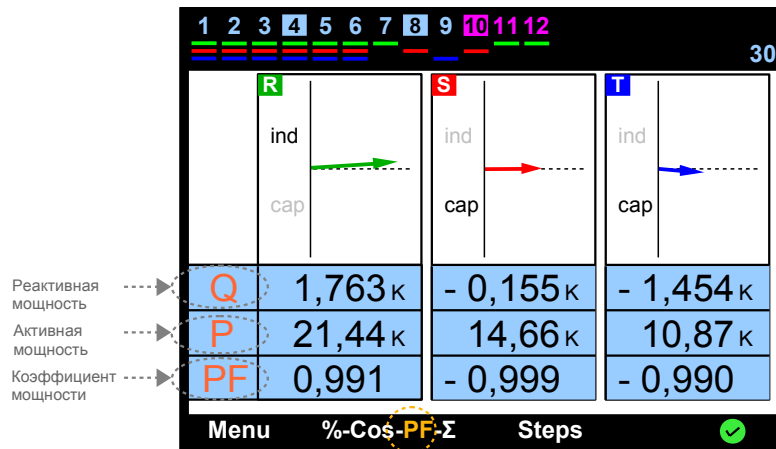 1 2 3 4 5 6 7 8 9 10 11 12
30
R S T
ind ind ind
cap cap cap
Реактивная
мощность
Q 1,763 K - 0,155 K - 1,454 K
Активная
мощность
P 21,44 K 14,66 K 10,87 K
Коэффициент
мощности
PF 0,991 - 0,999 - 0,990
Menu %-Cos-PF-Σ Steps